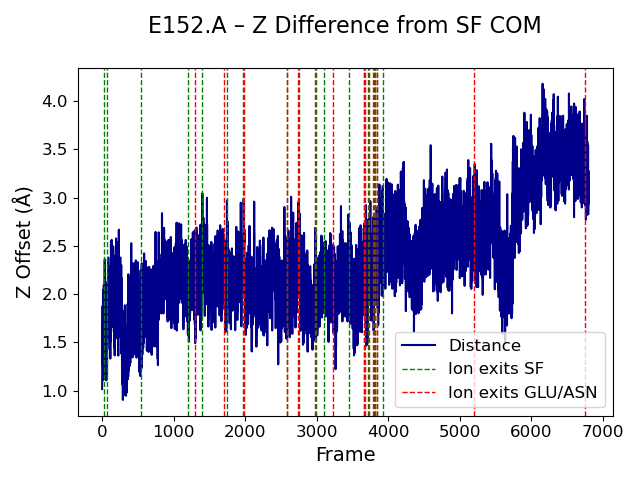 E152.A – Z Difference from SF COM
Z Offset (Å)
4.0
3.5
3.0
2.5
2.0
1.5
1.0
Distance
Ion exits SF
Ion exits GLU/ASN
0 1000 2000 3000 4000 5000 6000 7000
Frame